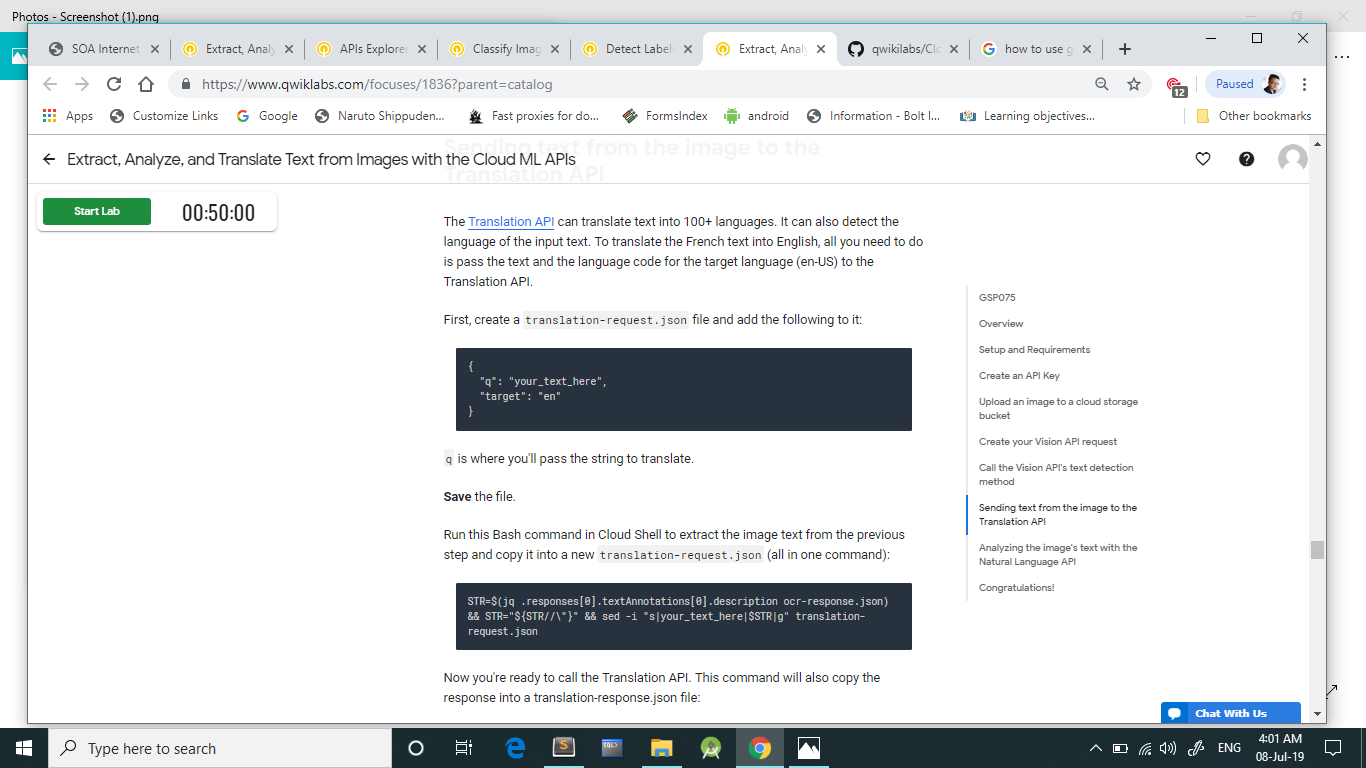 Photos - Screenshot (1).png
SOA Internet
Extract, Anal
APIs Explorer
Classify Imag
Detect Labels
Extract, Anal
qwikilabs/Clo
how to use g
https://www.qwiklabs.com/focuses/1836?parent=catalog
12
Paused
Apps
Customize Links
Google
Naruto Shippuden...
Fast proxies for do...
FormsIndex
android
Information - Bolt I...
Learning objectives...
Other bookmarks
Sending text from the image to the
Translation API
Extract, Analyze, and Translate Text from Images with the Cloud ML APIs
Start Lab
00:50:00
The Translation API can translate text into 100+ languages. It can also detect the
language of the input text. To translate the French text into English, all you need to do
is pass the text and the language code for the target language (en-US) to the
Translation API.
First, create a translation-request.json file and add the following to it:
{
"q": "your_text_here",
"target": "en"
}
q is where you'll pass the string to translate.
Save the file.
Run this Bash command in Cloud Shell to extract the image text from the previous
step and copy it into a new translation-request.json (all in one command):
STR=$(jq .responses[0].textAnnotations[0].description ocr-response.json)
&& STR="${STR//\"}" && sed -i "s|your_text_here|$STR|g" translation-
request.json
Now you're ready to call the Translation API. This command will also copy the
response into a translation-response.json file:
GSP075
Overview
Setup and Requirements
Create an API Key
Upload an image to a cloud storage
bucket
Create your Vision API request
Call the Vision API's text detection
method
Sending text from the image to the
Translation API
Analyzing the image's text with the
Natural Language API
Congratulations!
Chat With Us
Type here to search
SQL
ENG
4:01 AM
08-Jul-19